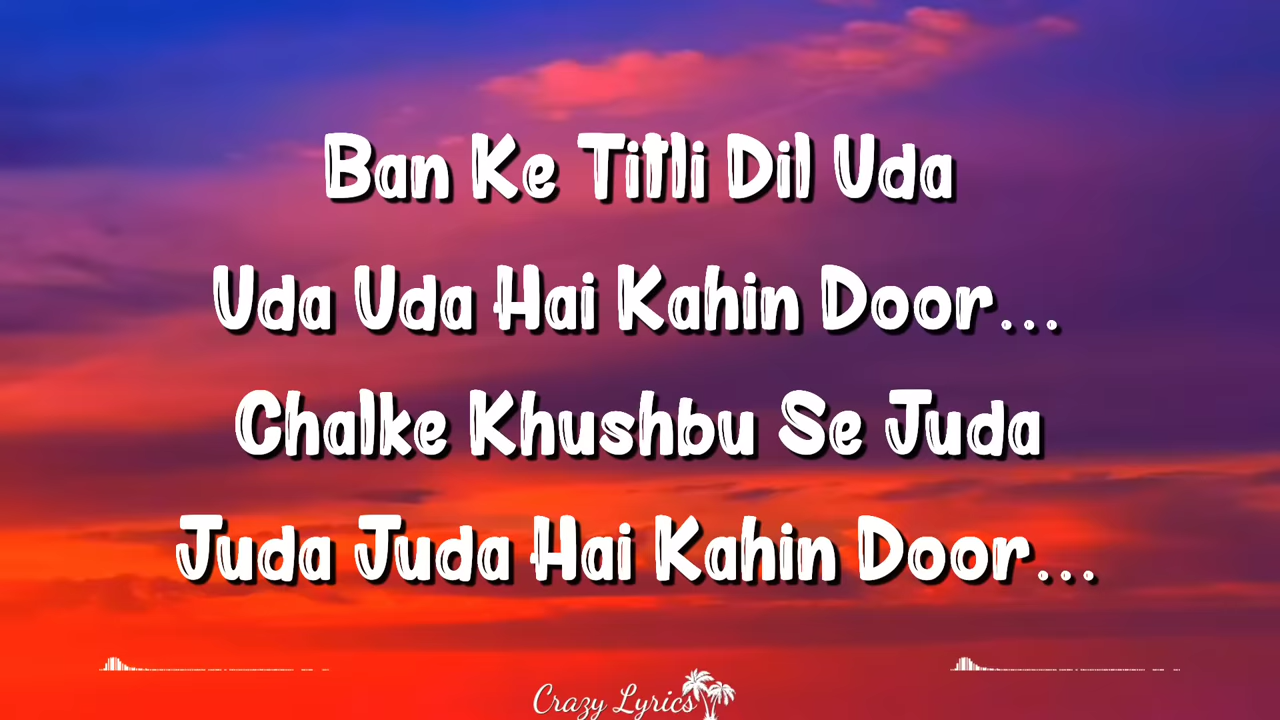 Ban Ke Titli Dil Uda
Uda Uda Hai Kahin Door...
Chalke Khushbu Se Juda
Juda Juda Hai Kahin Door...
Crazy Lyrics